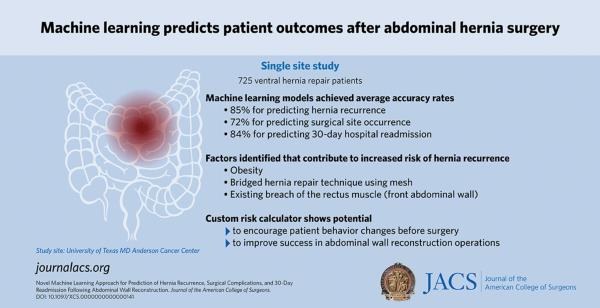 Machine learning predicts patient outcomes after abdominal hernia surgery
Single site study
725 ventral hernia repair patients
Machine learning models achieved average accuracy rates
• 85% for predicting hernia recurrence
• 72% for predicting surgical site occurrence
• 84% for predicting 30-day hospital readmission
Factors identified that contribute to increased risk of hernia recurrence
• Obesity
• Bridged hernia repair technique using mesh
• Existing breach of the rectus muscle (front abdominal wall)
Custom risk calculator shows potential
to encourage patient behavior changes before surgery
to improve success in abdominal wall reconstruction operations
Study site: University of Texas MD Anderson Cancer Center
journalacs.org
Novel Machine Learning Approach for Prediction of Hernia Recurrence, Surgical Complications, and 30-Day
Readmission Following Abdominal Wall Reconstruction. Journal of the American College of Surgeons.
DOI: 10.1097/XCS.0000000000000141
JACS
Journal of the
American College of Surgeons